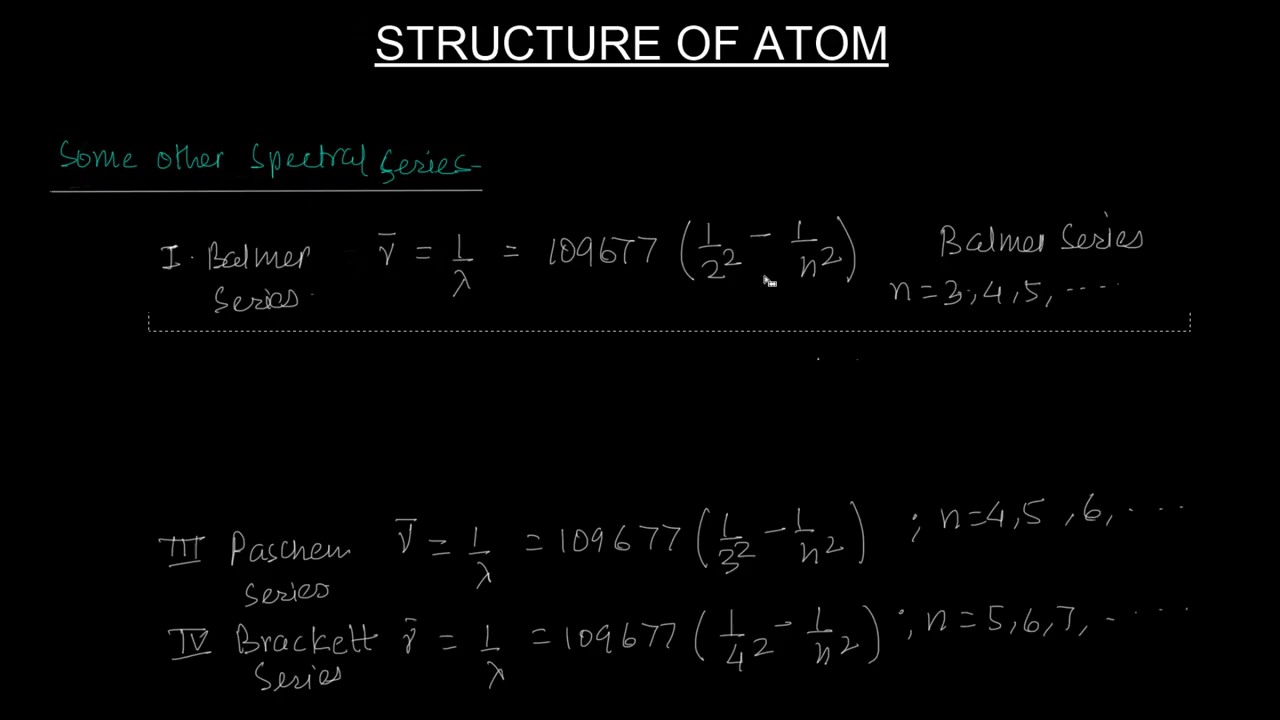 STRUCTURE OF ATOM
Some other Spectral Series-
I. Balmer Series. ν̅ = 1/λ = 109677 (1/2² - 1/n²) Balmer Series
n = 3, 4, 5, ....
III Paschen Series ν̅ = 1/λ = 109677 (1/3² - 1/n²) ; n = 4, 5, 6, ....
IV Brackett Series ν̅ = 1/λ = 109677 (1/4² - 1/n²) ; n = 5, 6, 7, ....